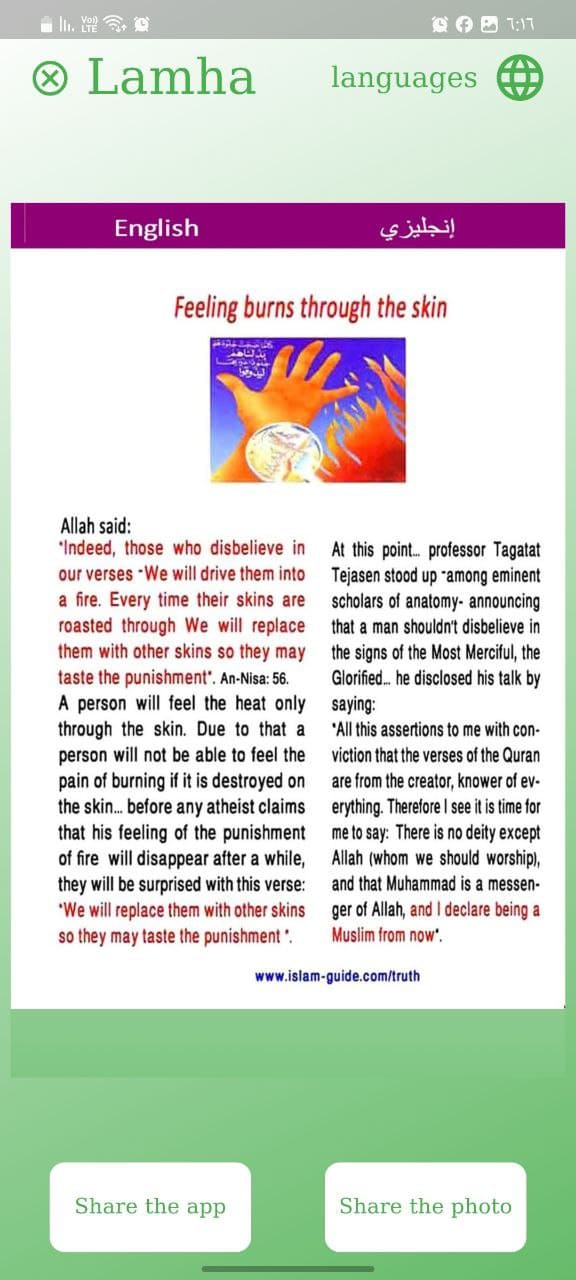 Vo)) LTE
٦:١٦
Lamha
languages
English
إنجليزي
Feeling burns through the skin
بدلناهم
ليذوقوا
Allah said:
"Indeed, those who disbelieve in
our verses -We will drive them into
a fire. Every time their skins are
roasted through We will replace
them with other skins so they may
taste the punishment". An-Nisa: 56.
A person will feel the heat only
through the skin. Due to that a
person will not be able to feel the
pain of burning if it is destroyed on
the skin... before any atheist claims
that his feeling of the punishment
of fire will disappear after a while,
they will be surprised with this verse:
"We will replace them with other skins
so they may taste the punishment ".
At this point... professor Tagatat
Tejasen stood up -among eminent
scholars of anatomy- announcing
that a man shouldn't disbelieve in
the signs of the Most Merciful, the
Glorified... he disclosed his talk by
saying:
"All this assertions to me with con-
viction that the verses of the Quran
are from the creator, knower of ev-
erything. Therefore I see it is time for
me to say: There is no deity except
Allah (whom we should worship),
and that Muhammad is a messen-
ger of Allah, and I declare being a
Muslim from now".
www.islam-guide.com/truth
Share the app
Share the photo